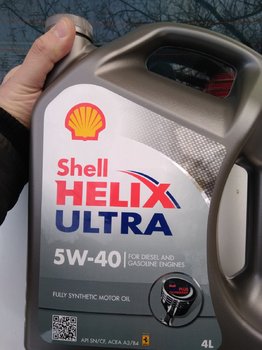 Shell
HELIX
ULTRA
5W-40
FOR DIESEL AND
GASOLINE ENGINES
FULLY SYNTHETIC MOTOR OIL
API SN/CF, ACEA A3/B4
4L